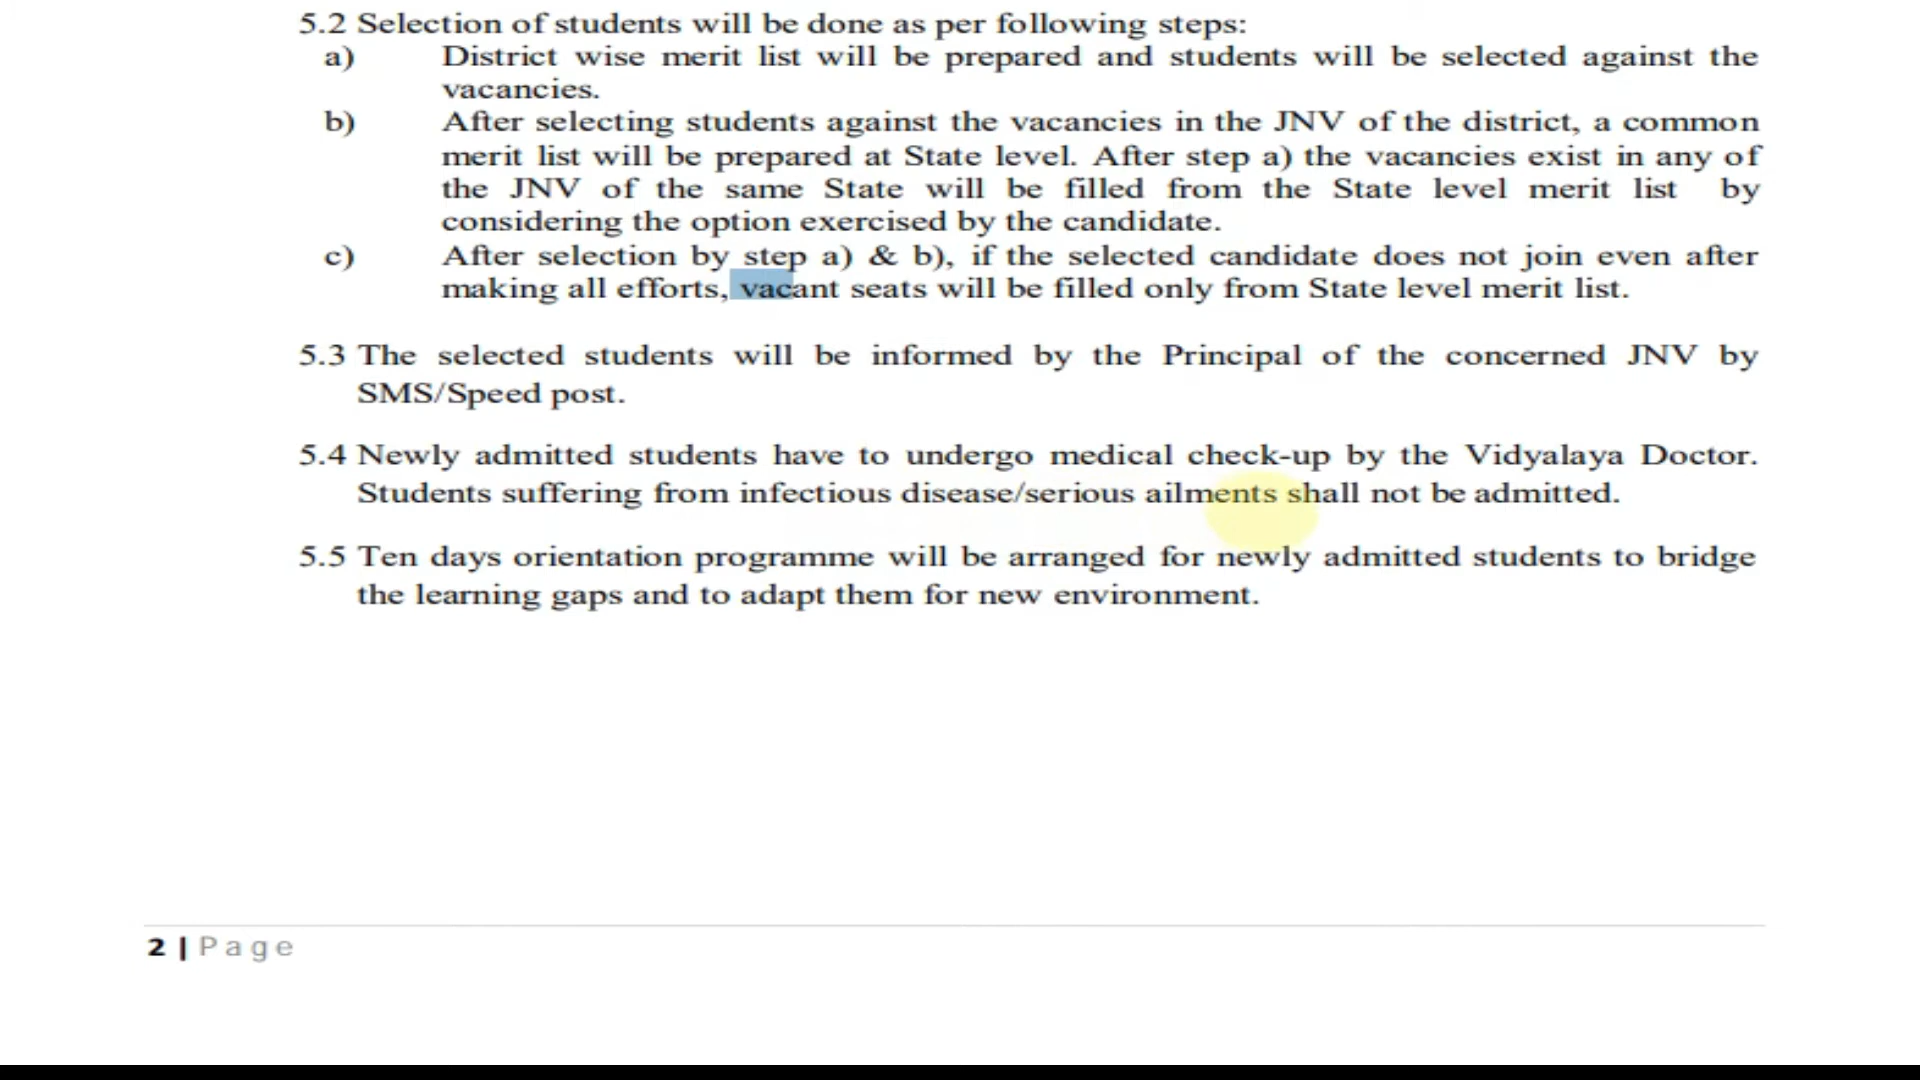 5.2 Selection of students will be done as per following steps:
a) District wise merit list will be prepared and students will be selected against the
vacancies.
b) After selecting students against the vacancies in the JNV of the district, a common
merit list will be prepared at State level. After step a) the vacancies exist in any of
the JNV of the same State will be filled from the State level merit list by
considering the option exercised by the candidate.
c) After selection by step a) & b), if the selected candidate does not join even after
making all efforts, vacant seats will be filled only from State level merit list.
5.3 The selected students will be informed by the Principal of the concerned JNV by
SMS/Speed post.
5.4 Newly admitted students have to undergo medical check-up by the Vidyalaya Doctor.
Students suffering from infectious disease/serious ailments shall not be admitted.
5.5 Ten days orientation programme will be arranged for newly admitted students to bridge
the learning gaps and to adapt them for new environment.
2 | Page